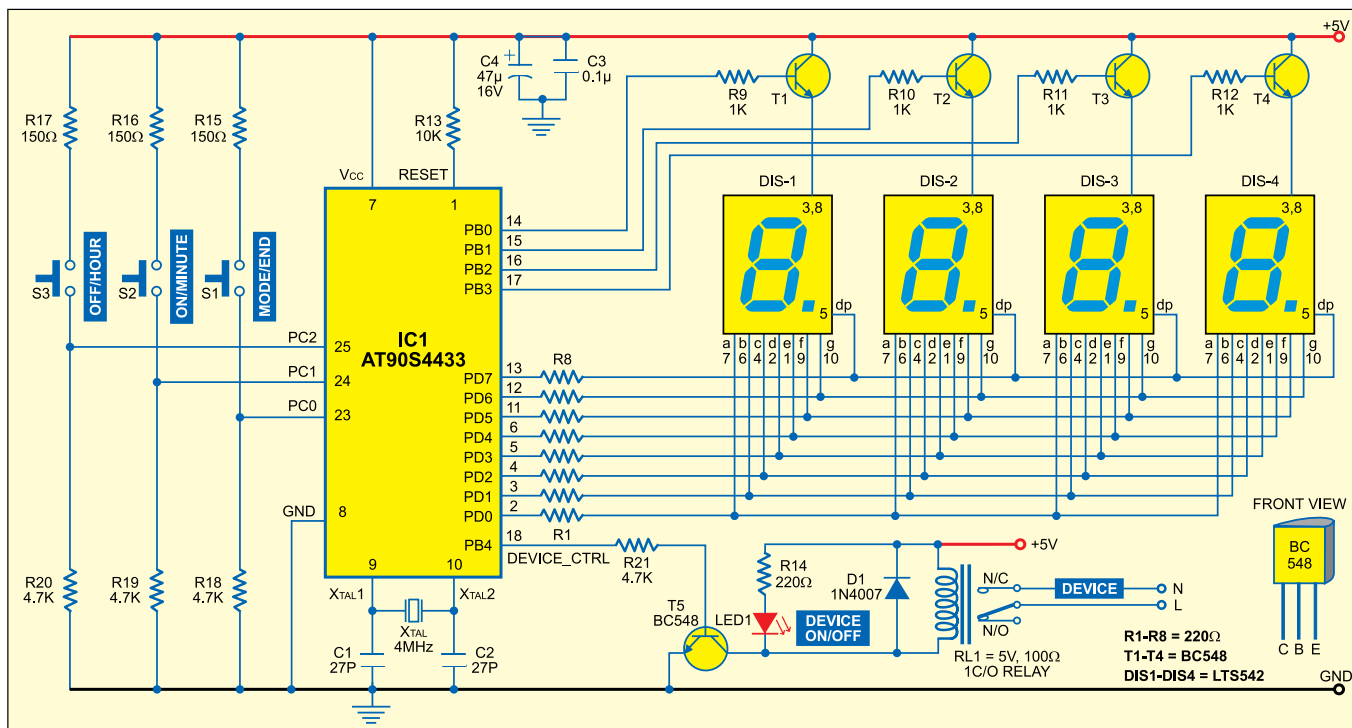 +5V
R17
150Ω
R16
150Ω
R15
150Ω
R13
10K
C4
+
47µ
16V
C3
0.1µ
R9
1K
T1
R10
1K
T2
R11
1K
T3
R12
1K
T4
VCC
RESET
7
1
IC1
AT90S4433
PB0 14
PB1 15
PB2 16
PB3 17
DIS-1
DIS-2
DIS-3
DIS-4
3,8
3,8
3,8
3,8
5 dp
5 dp
5 dp
5 dp
a b c d e f g
7 6 4 2 1 9 10
a b c d e f g
7 6 4 2 1 9 10
a b c d e f g
7 6 4 2 1 9 10
a b c d e f g
7 6 4 2 1 9 10
S3
OFF/HOUR
S2
ON/MINUTE
S1
MODE/END
PC2 25
PC1 24
PC0 23
PD7 13 R8
PD6 12
PD5 11
PD4 6
PD3 5
PD2 4
PD1 3
PD0 2
R1
GND 8
PB4 18
DEVICE_CTRL
9
10
XTAL1
XTAL2
XTAL
4MHz
R20
4.7K
R19
4.7K
R18
4.7K
C1
27P
C2
27P
R21
4.7K
T5
BC548
R14
220Ω
LED1
DEVICE
ON/OFF
D1
1N4007
+5V
N/C
N/O
DEVICE
N
L
RL1 = 5V, 100Ω
1C/O RELAY
FRONT VIEW
BC
548
C B E
R1-R8 = 220Ω
T1-T4 = BC548
DIS1-DIS4 = LTS542
GND